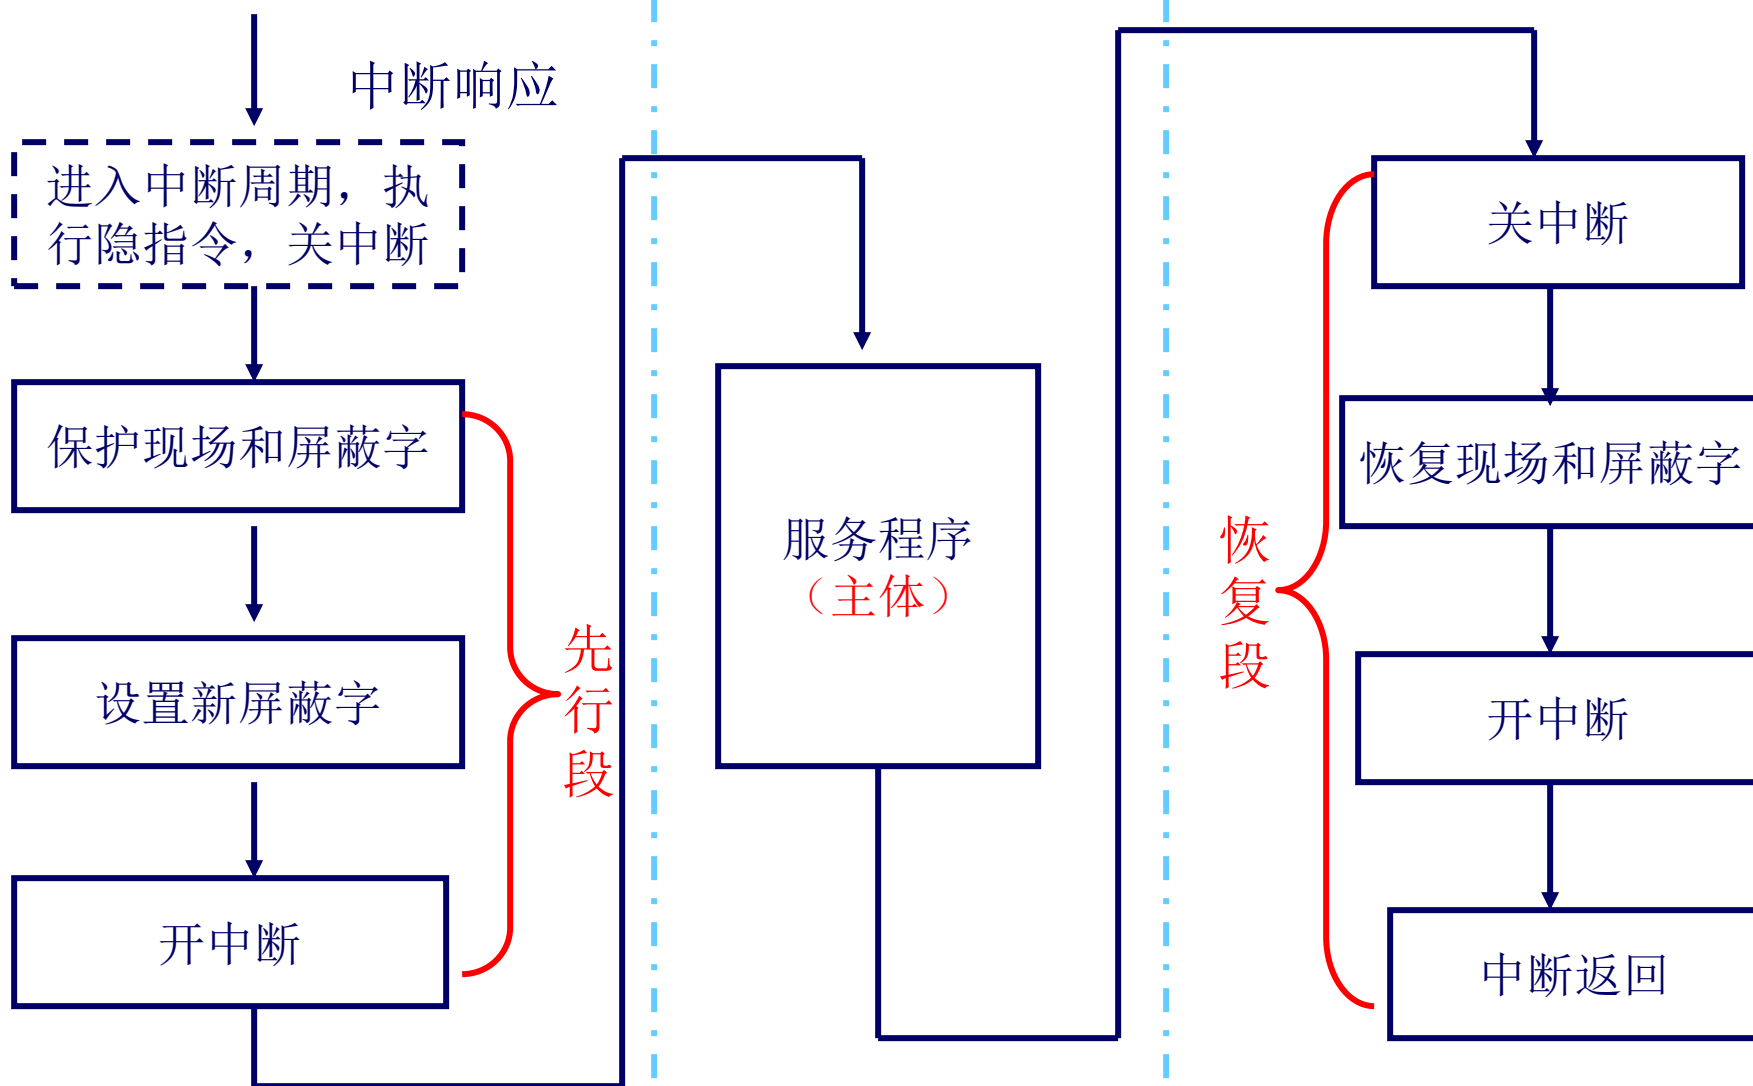 中断响应
进入中断周期，执
行隐指令，关中断
保护现场和屏蔽字
设置新屏蔽字
开中断
先
行
段
服务程序
（主体）
恢
复
段
关中断
恢复现场和屏蔽字
开中断
中断返回